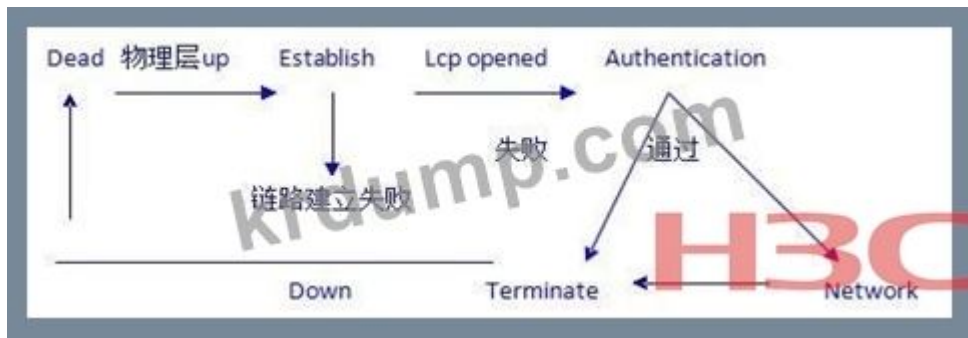 Dead 物理层up Establish Lcp opened Authentication
失败 通过
krdump.com
链路建立失败
H3C
Down Terminate Network